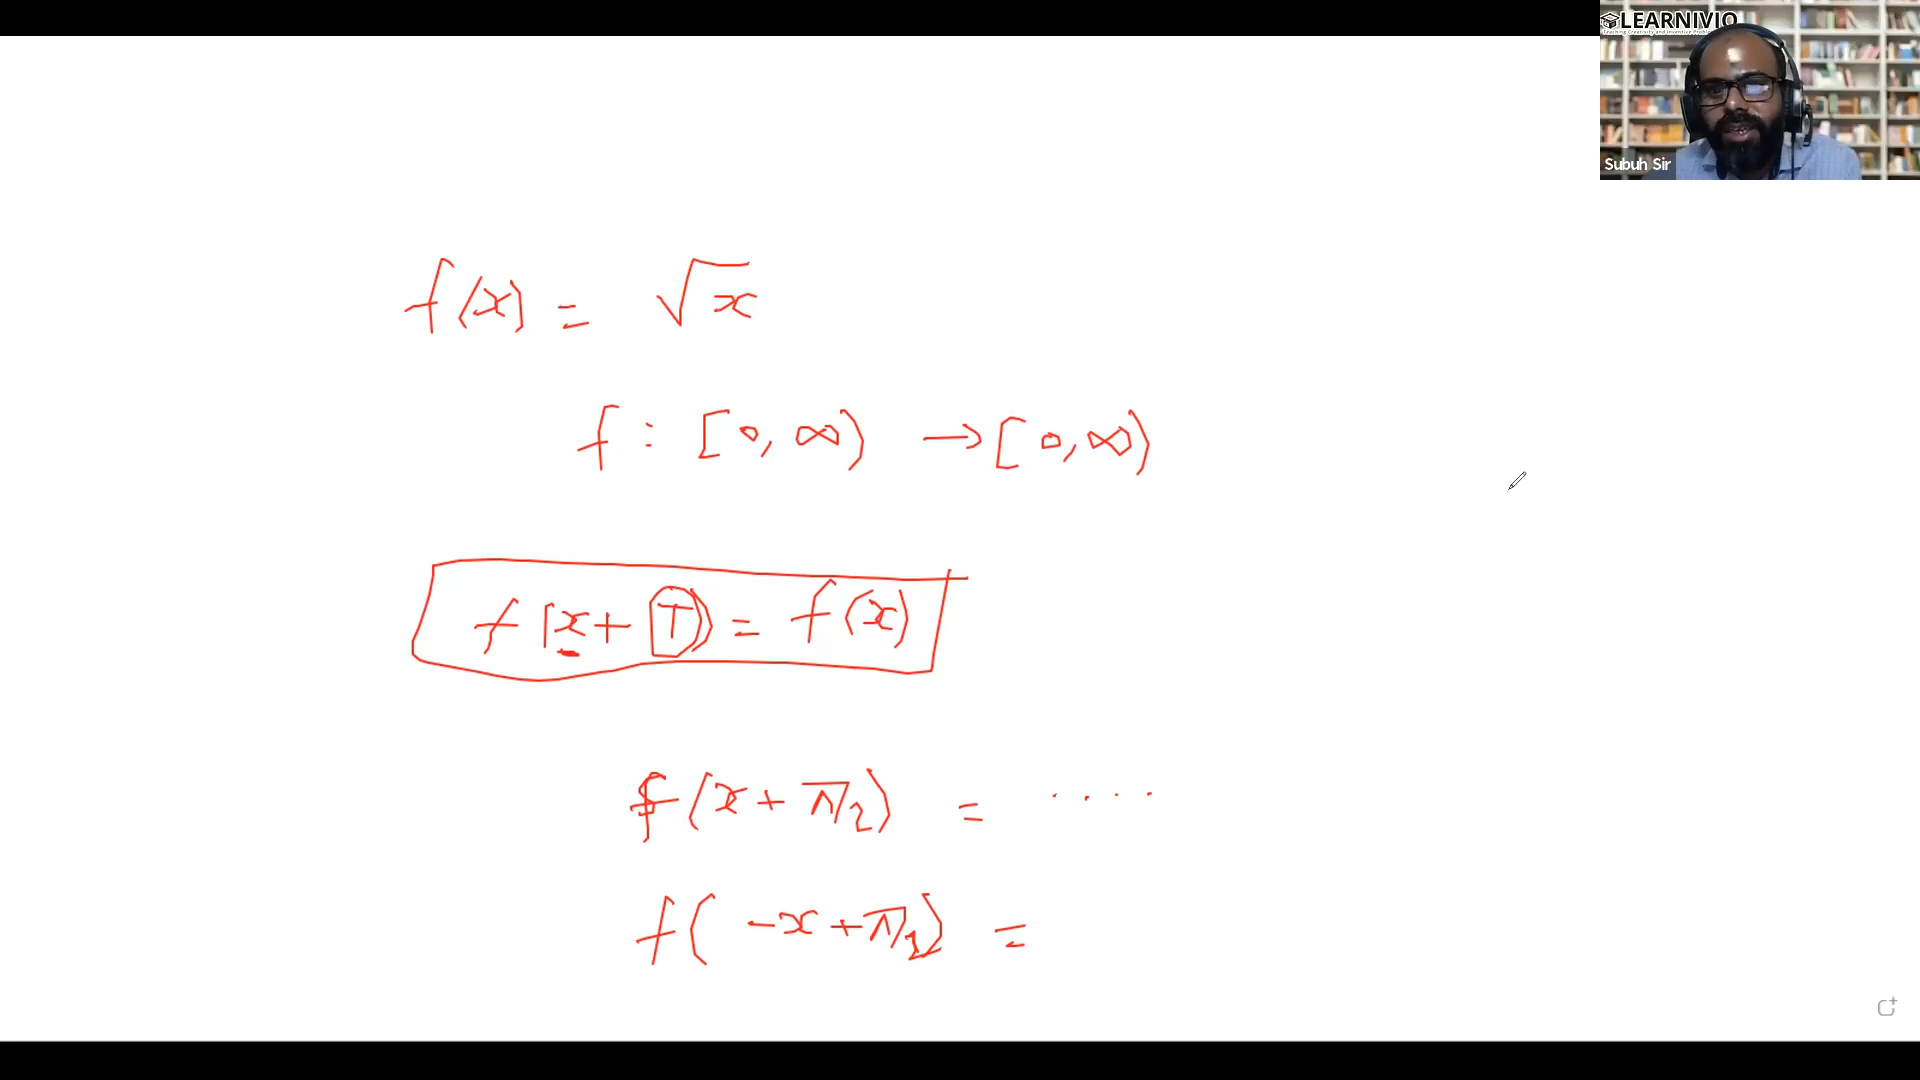 LEARNIVIO
Subuh Sir
f(x) = √x
f : [0, ∞) → [0, ∞)
f(x + T) = f(x)
f(x + π/2) = ....
f( -x + π/2) =